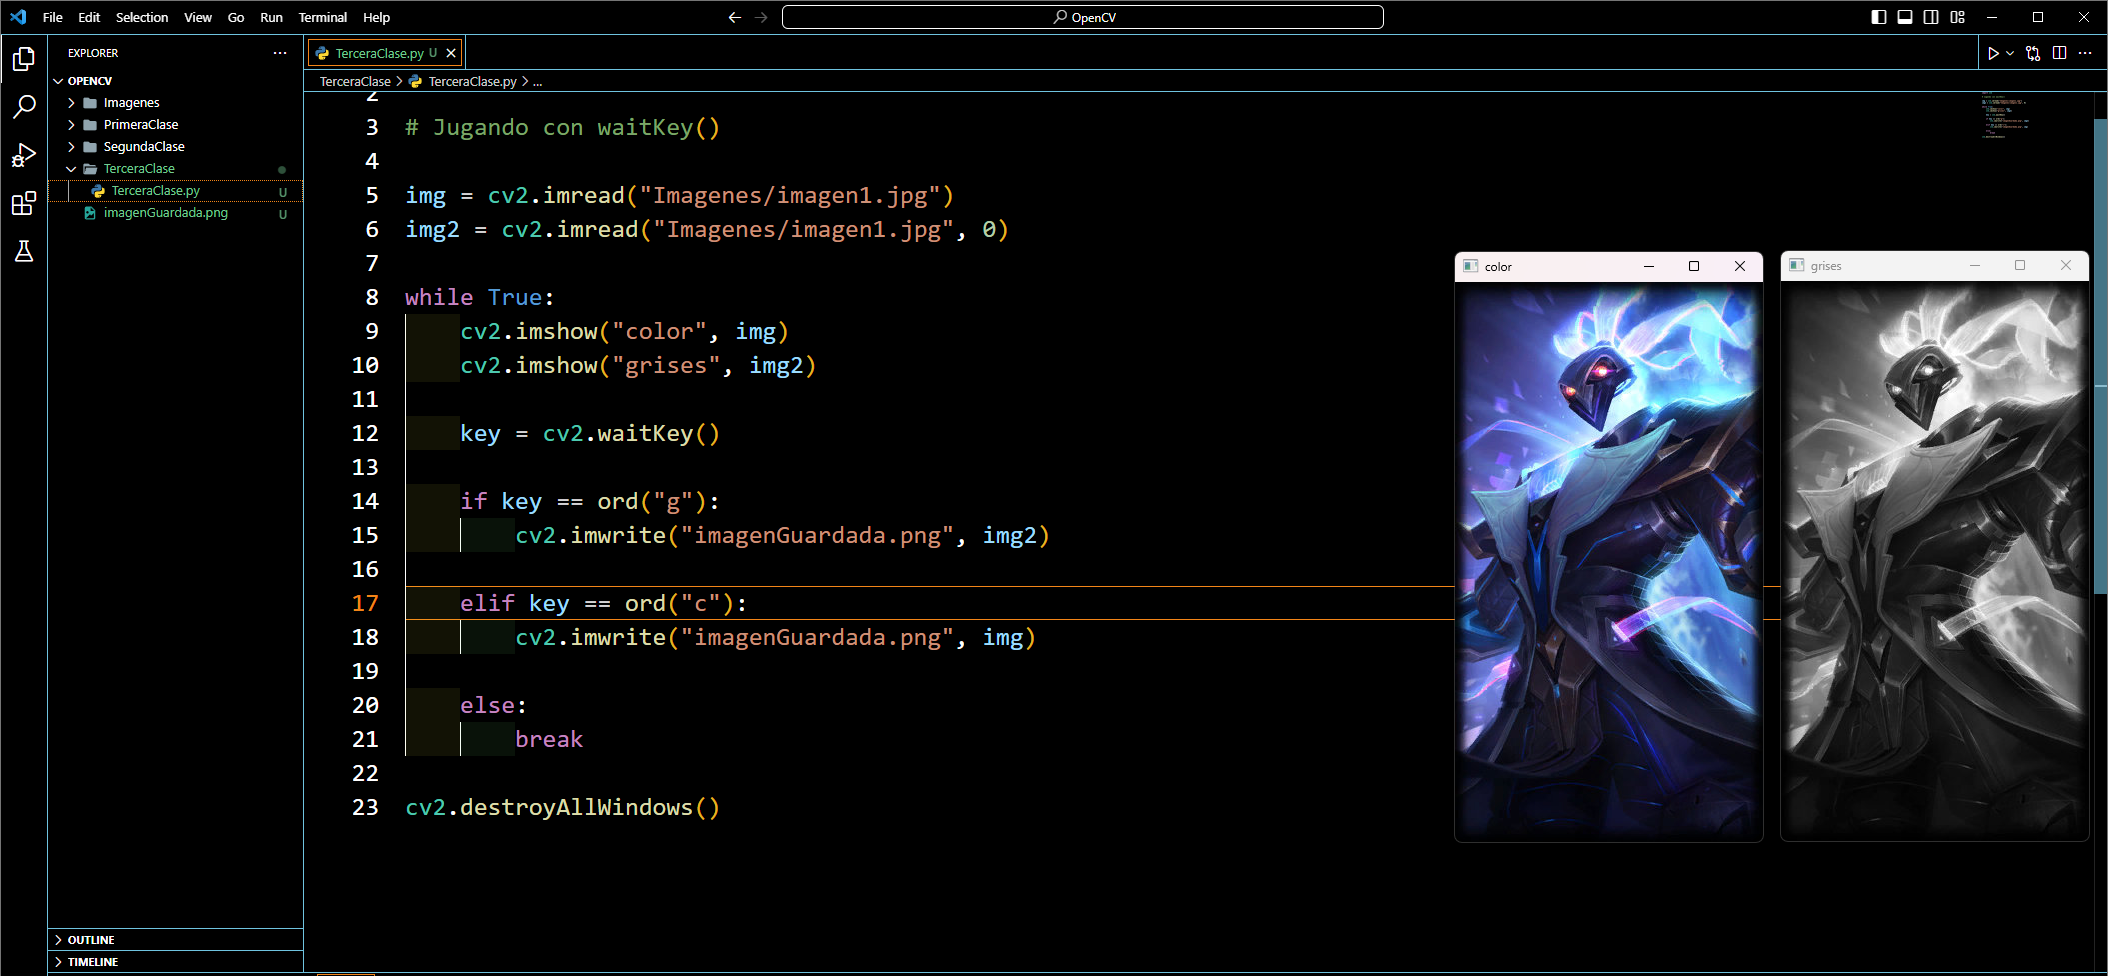 File Edit Selection View Go Run Terminal Help
OpenCV
EXPLORER
OPENCV
Imagenes
PrimeraClase
SegundaClase
TerceraClase
TerceraClase.py U
imagenGuardada.png U
OUTLINE
TIMELINE
TerceraClase.py U
TerceraClase > TerceraClase.py > ...
2
3 # Jugando con waitKey()
4
5 img = cv2.imread("Imagenes/imagen1.jpg")
6 img2 = cv2.imread("Imagenes/imagen1.jpg", 0)
7
8 while True:
9 cv2.imshow("color", img)
10 cv2.imshow("grises", img2)
11
12 key = cv2.waitKey()
13
14 if key == ord("g"):
15 cv2.imwrite("imagenGuardada.png", img2)
16
17 elif key == ord("c"):
18 cv2.imwrite("imagenGuardada.png", img)
19
20 else:
21 break
22
23 cv2.destroyAllWindows()
color
grises